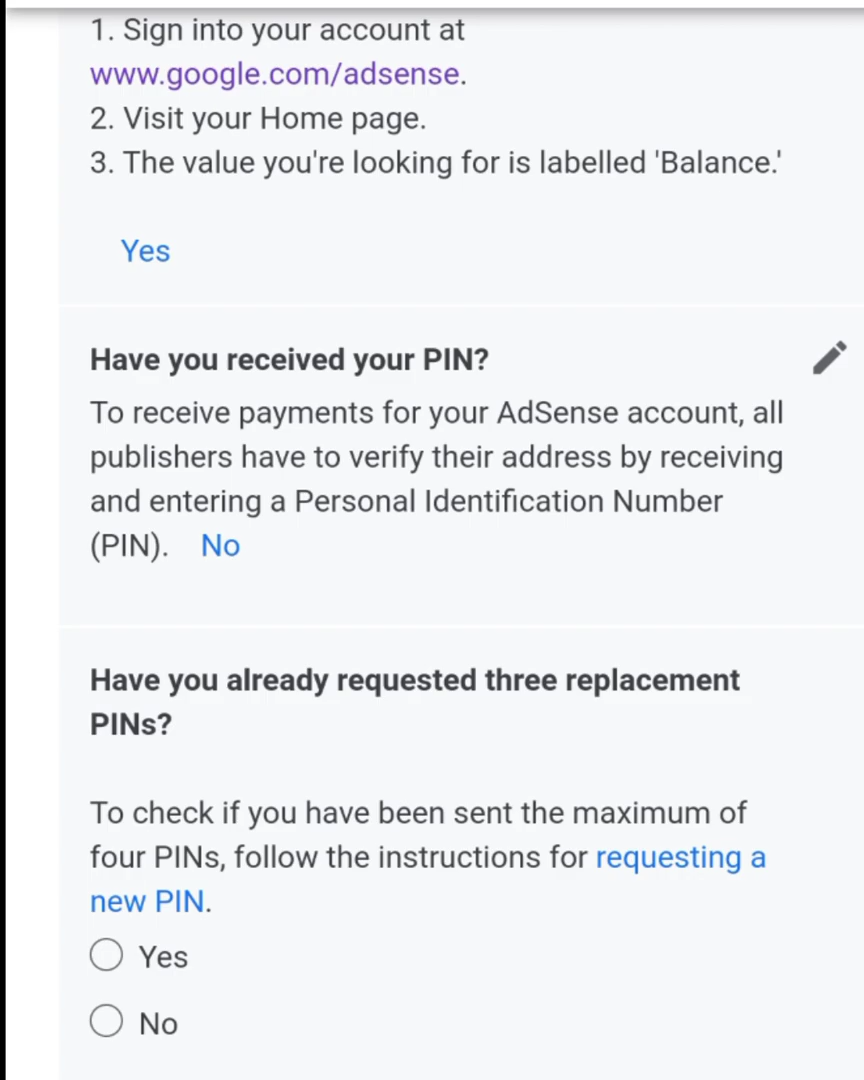 1. Sign into your account at
www.google.com/adsense.
2. Visit your Home page.
3. The value you're looking for is labelled 'Balance.'
Yes
Have you received your PIN?
To receive payments for your AdSense account, all
publishers have to verify their address by receiving
and entering a Personal Identification Number
(PIN). No
Have you already requested three replacement
PINs?
To check if you have been sent the maximum of
four PINs, follow the instructions for requesting a
new PIN.
Yes
No